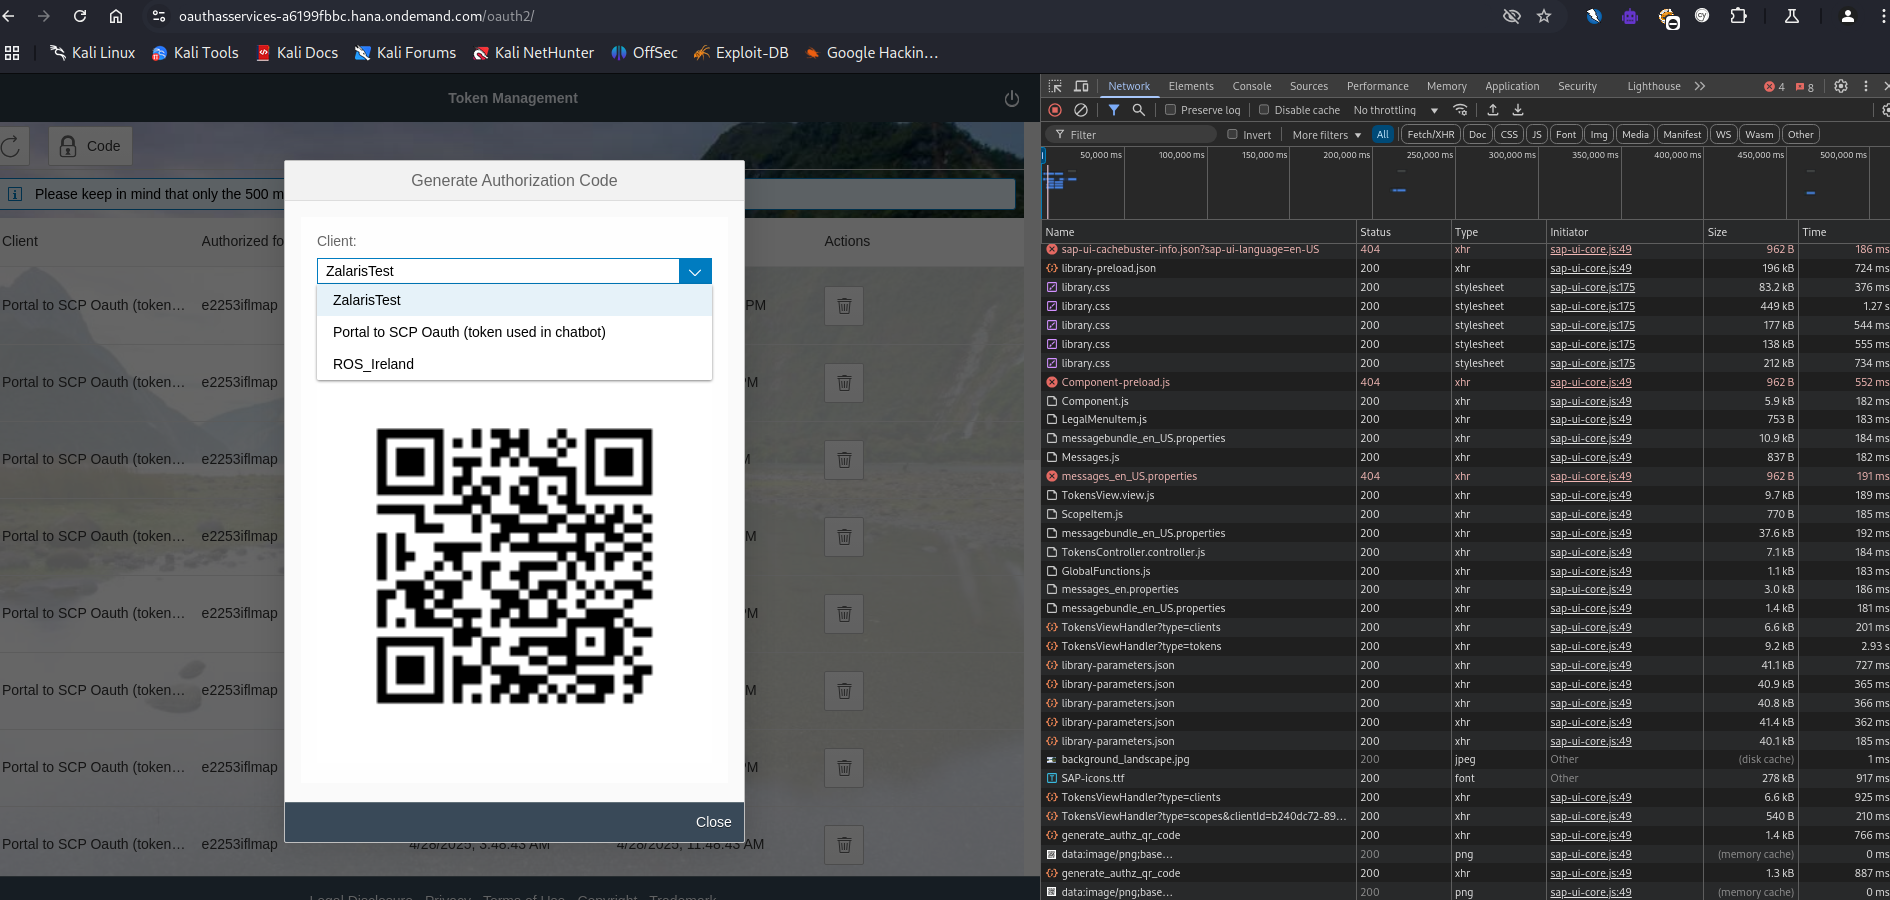 oauthasservices-a6199fbbc.hana.ondemand.com/oauth2/
Kali Linux Kali Tools Kali Docs Kali Forums Kali NetHunter OffSec Exploit-DB Google Hackin...
Token Management
Code
Please keep in mind that only the 500 m
Client Authorized fo Actions
Portal to SCP Oauth (token... e2253iflmap PM
Portal to SCP Oauth (token... e2253iflmap PM
Portal to SCP Oauth (token... e2253iflmap M
Portal to SCP Oauth (token... e2253iflmap M
Portal to SCP Oauth (token... e2253iflmap PM
Portal to SCP Oauth (token... e2253iflmap M
Portal to SCP Oauth (token... e2253iflmap PM
Portal to SCP Oauth (token... e2253iflmap 4/28/2025, 3:48:43 AM 4/28/2025, 11:48:43 AM
Legal Disclosure Privacy Terms of Use Copyright Trademark
Generate Authorization Code
Client:
ZalarisTest
ZalarisTest
Portal to SCP Oauth (token used in chatbot)
ROS_Ireland
Close
Network Elements Console Sources Performance Memory Application Security Lighthouse 4 8
Preserve log Disable cache No throttling
Filter Invert More filters All Fetch/XHR Doc CSS JS Font Img Media Manifest WS Wasm Other
50,000 ms 100,000 ms 150,000 ms 200,000 ms 250,000 ms 300,000 ms 350,000 ms 400,000 ms 450,000 ms 500,000 ms
Name Status Type Initiator Size Time
sap-ui-cachebuster-info.json?sap-ui-language=en-US 404 xhr sap-ui-core.js:49 962 B 186 ms
library-preload.json 200 xhr sap-ui-core.js:49 196 kB 724 ms
library.css 200 stylesheet sap-ui-core.js:175 83.2 kB 376 ms
library.css 200 stylesheet sap-ui-core.js:175 449 kB 1.27 s
library.css 200 stylesheet sap-ui-core.js:175 177 kB 544 ms
library.css 200 stylesheet sap-ui-core.js:175 138 kB 555 ms
library.css 200 stylesheet sap-ui-core.js:175 212 kB 734 ms
Component-preload.js 404 xhr sap-ui-core.js:49 962 B 552 ms
Component.js 200 xhr sap-ui-core.js:49 5.9 kB 182 ms
LegalMenuItem.js 200 xhr sap-ui-core.js:49 753 B 183 ms
messagebundle_en_US.properties 200 xhr sap-ui-core.js:49 10.9 kB 184 ms
Messages.js 200 xhr sap-ui-core.js:49 837 B 182 ms
messages_en_US.properties 404 xhr sap-ui-core.js:49 962 B 191 ms
TokensView.view.js 200 xhr sap-ui-core.js:49 9.7 kB 189 ms
ScopeItem.js 200 xhr sap-ui-core.js:49 770 B 185 ms
messagebundle_en_US.properties 200 xhr sap-ui-core.js:49 37.6 kB 192 ms
TokensController.controller.js 200 xhr sap-ui-core.js:49 7.1 kB 184 ms
GlobalFunctions.js 200 xhr sap-ui-core.js:49 1.1 kB 183 ms
messages_en.properties 200 xhr sap-ui-core.js:49 3.0 kB 186 ms
messagebundle_en_US.properties 200 xhr sap-ui-core.js:49 1.4 kB 181 ms
TokensViewHandler?type=clients 200 xhr sap-ui-core.js:49 6.6 kB 201 ms
TokensViewHandler?type=tokens 200 xhr sap-ui-core.js:49 9.2 kB 2.93 s
library-parameters.json 200 xhr sap-ui-core.js:49 41.1 kB 727 ms
library-parameters.json 200 xhr sap-ui-core.js:49 40.9 kB 365 ms
library-parameters.json 200 xhr sap-ui-core.js:49 40.8 kB 366 ms
library-parameters.json 200 xhr sap-ui-core.js:49 41.4 kB 362 ms
library-parameters.json 200 xhr sap-ui-core.js:49 40.1 kB 185 ms
background_landscape.jpg 200 jpeg Other (disk cache) 1 ms
SAP-icons.ttf 200 font Other 278 kB 917 ms
TokensViewHandler?type=clients 200 xhr sap-ui-core.js:49 6.6 kB 925 ms
TokensViewHandler?type=scopes&clientId=b240dc72-89... 200 xhr sap-ui-core.js:49 540 B 210 ms
generate_authz_qr_code 200 xhr sap-ui-core.js:49 1.4 kB 766 ms
data:image/png;base... 200 png sap-ui-core.js:49 (memory cache) 0 ms
generate_authz_qr_code 200 xhr sap-ui-core.js:49 1.3 kB 887 ms
data:image/png;base... 200 png sap-ui-core.js:49 (memory cache) 0 ms